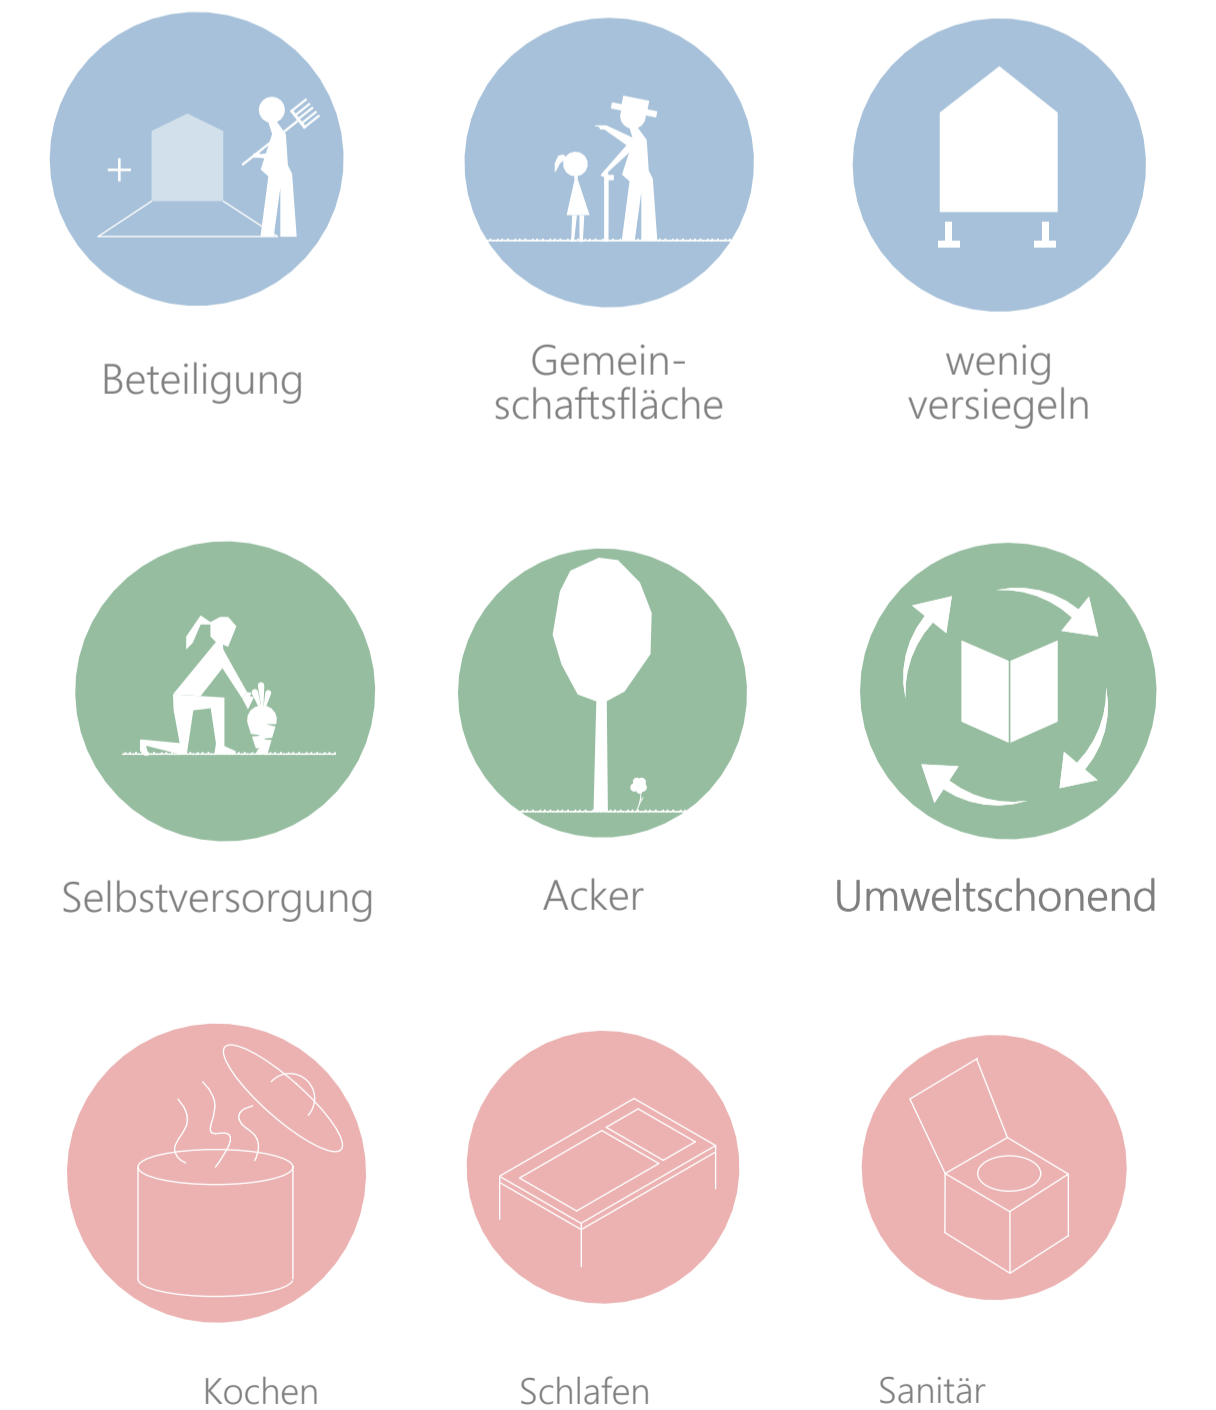 Beteiligung
Gemein-
schaftsfläche
wenig
versiegeln
Selbstversorgung
Acker
Umweltschonend
Kochen
Schlafen
Sanitär